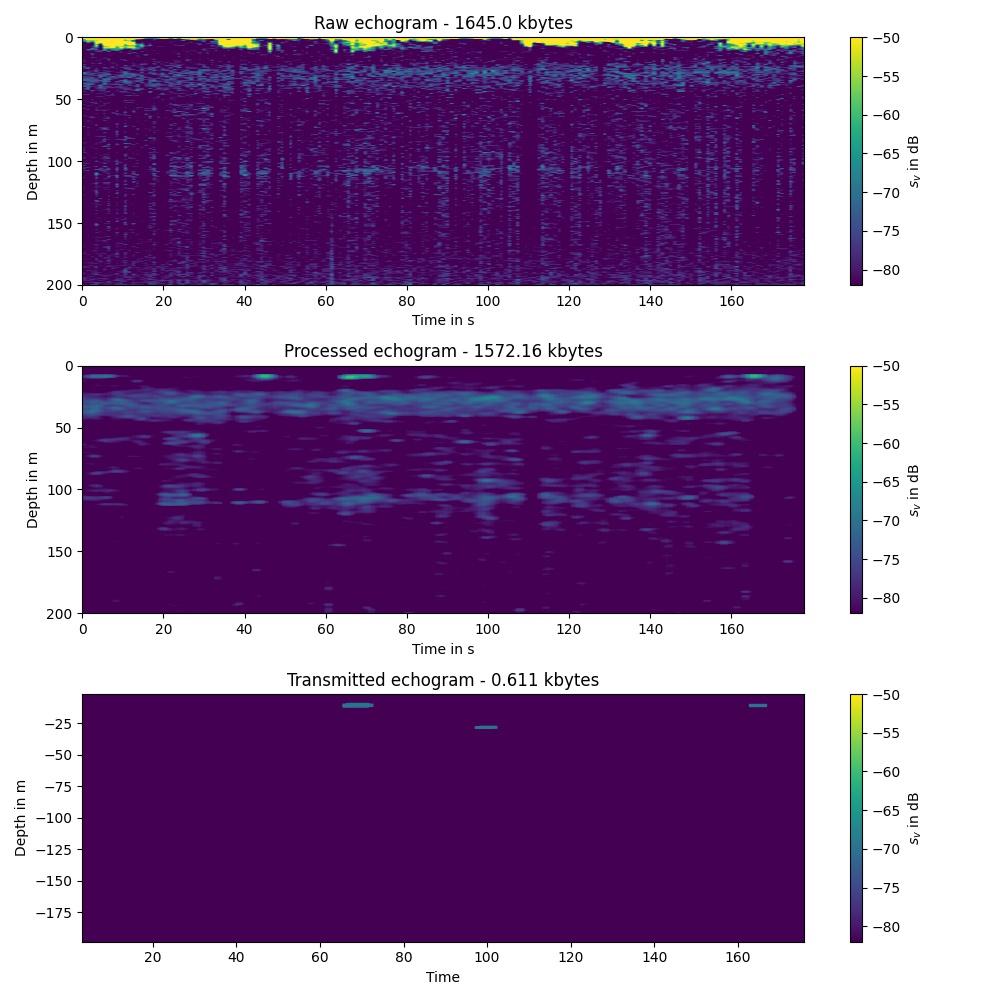 Raw echogram - 1645.0 kbytes
0
50
100
150
200
Depth in m
0 20 40 60 80 100 120 140 160
Time in s
−50
−55
−60
−65
−70
−75
−80
sv in dB
Processed echogram - 1572.16 kbytes
0
50
100
150
200
Depth in m
0 20 40 60 80 100 120 140 160
Time in s
−50
−55
−60
−65
−70
−75
−80
sv in dB
Transmitted echogram - 0.611 kbytes
−25
−50
−75
−100
−125
−150
−175
Depth in m
20 40 60 80 100 120 140 160
Time
−50
−55
−60
−65
−70
−75
−80
sv in dB